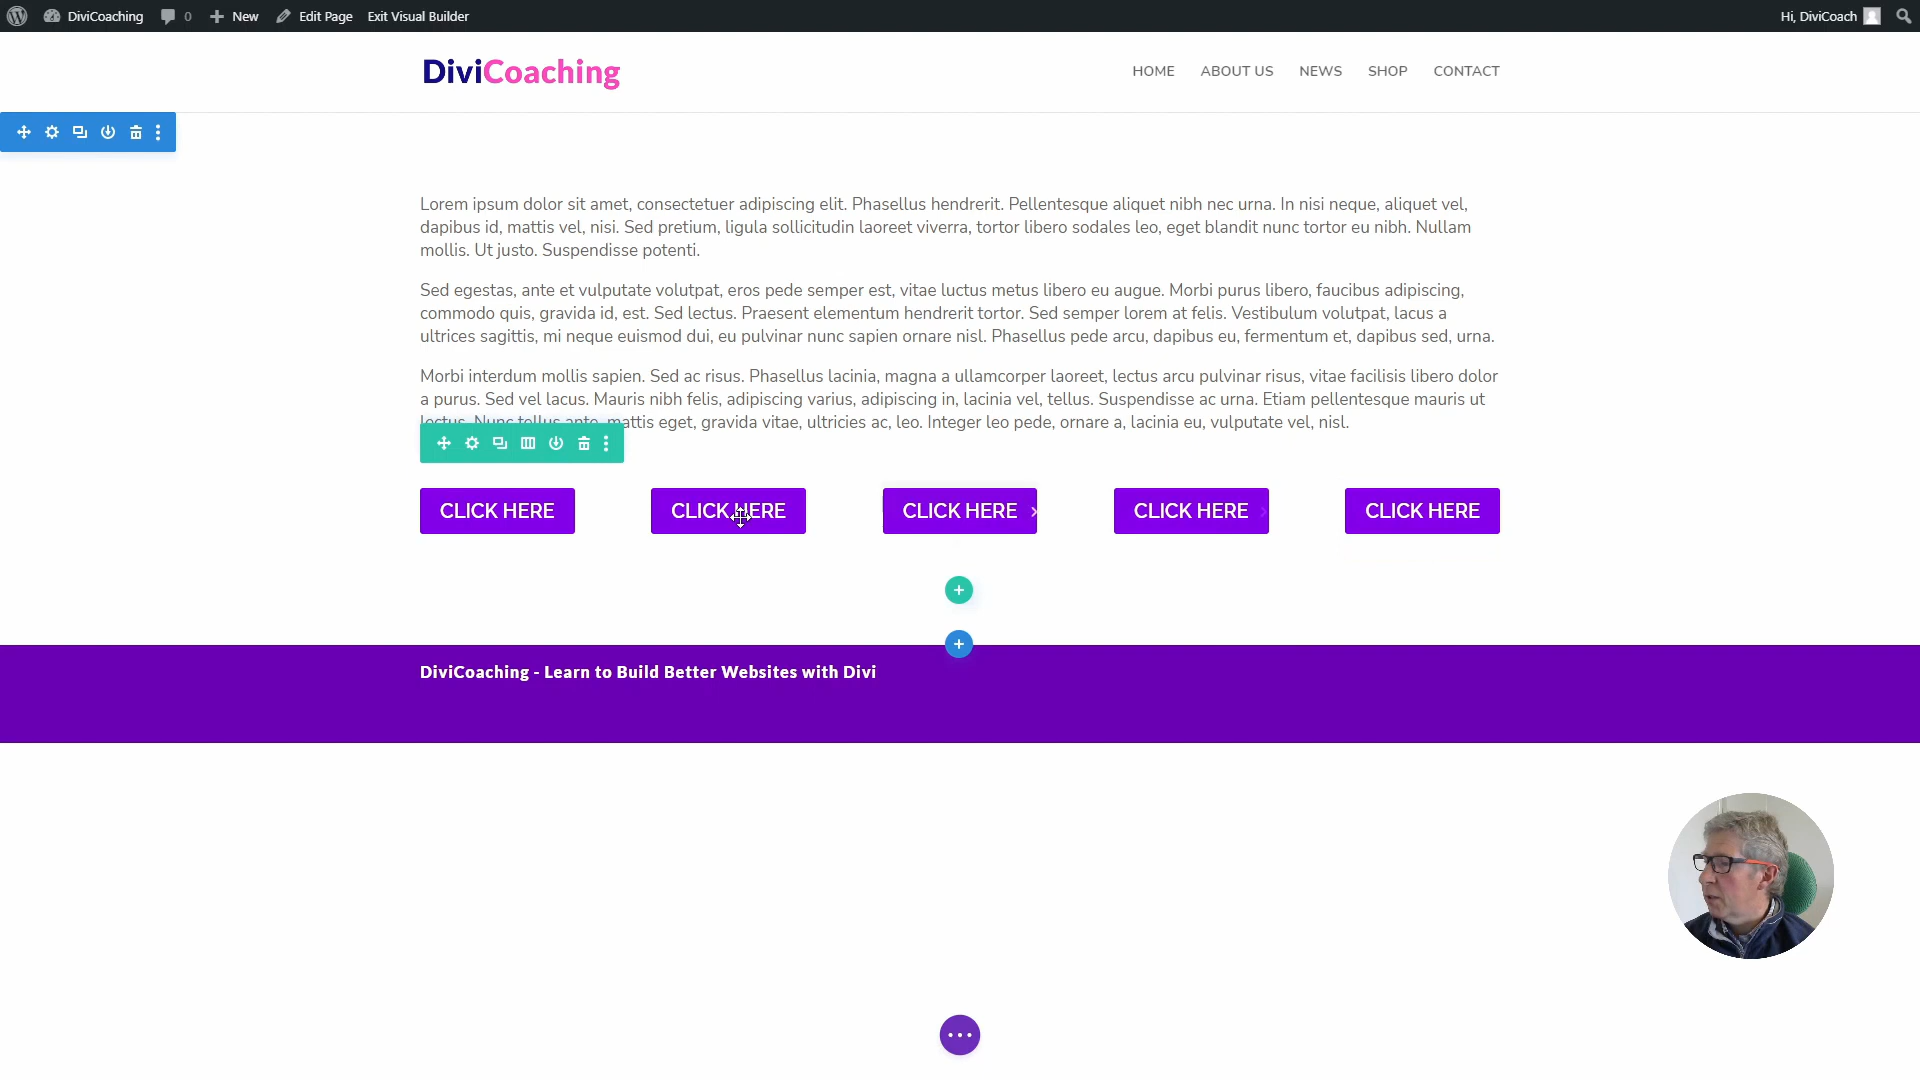 DiviCoaching 0 New Edit Page Exit Visual Builder Hi, DiviCoach
DiviCoaching
HOME ABOUT US NEWS SHOP CONTACT
Lorem ipsum dolor sit amet, consectetuer adipiscing elit. Phasellus hendrerit. Pellentesque aliquet nibh nec urna. In nisi neque, aliquet vel,
dapibus id, mattis vel, nisi. Sed pretium, ligula sollicitudin laoreet viverra, tortor libero sodales leo, eget blandit nunc tortor eu nibh. Nullam
mollis. Ut justo. Suspendisse potenti.
Sed egestas, ante et vulputate volutpat, eros pede semper est, vitae luctus metus libero eu augue. Morbi purus libero, faucibus adipiscing,
commodo quis, gravida id, est. Sed lectus. Praesent elementum hendrerit tortor. Sed semper lorem at felis. Vestibulum volutpat, lacus a
ultrices sagittis, mi neque euismod dui, eu pulvinar nunc sapien ornare nisl. Phasellus pede arcu, dapibus eu, fermentum et, dapibus sed, urna.
Morbi interdum mollis sapien. Sed ac risus. Phasellus lacinia, magna a ullamcorper laoreet, lectus arcu pulvinar risus, vitae facilisis libero dolor
a purus. Sed vel lacus. Mauris nibh felis, adipiscing varius, adipiscing in, lacinia vel, tellus. Suspendisse ac urna. Etiam pellentesque mauris ut
lectus. Nunc tellus ante, mattis eget, gravida vitae, ultricies ac, leo. Integer leo pede, ornare a, lacinia eu, vulputate vel, nisl.
CLICK HERE CLICK HERE CLICK HERE CLICK HERE CLICK HERE
DiviCoaching - Learn to Build Better Websites with Divi